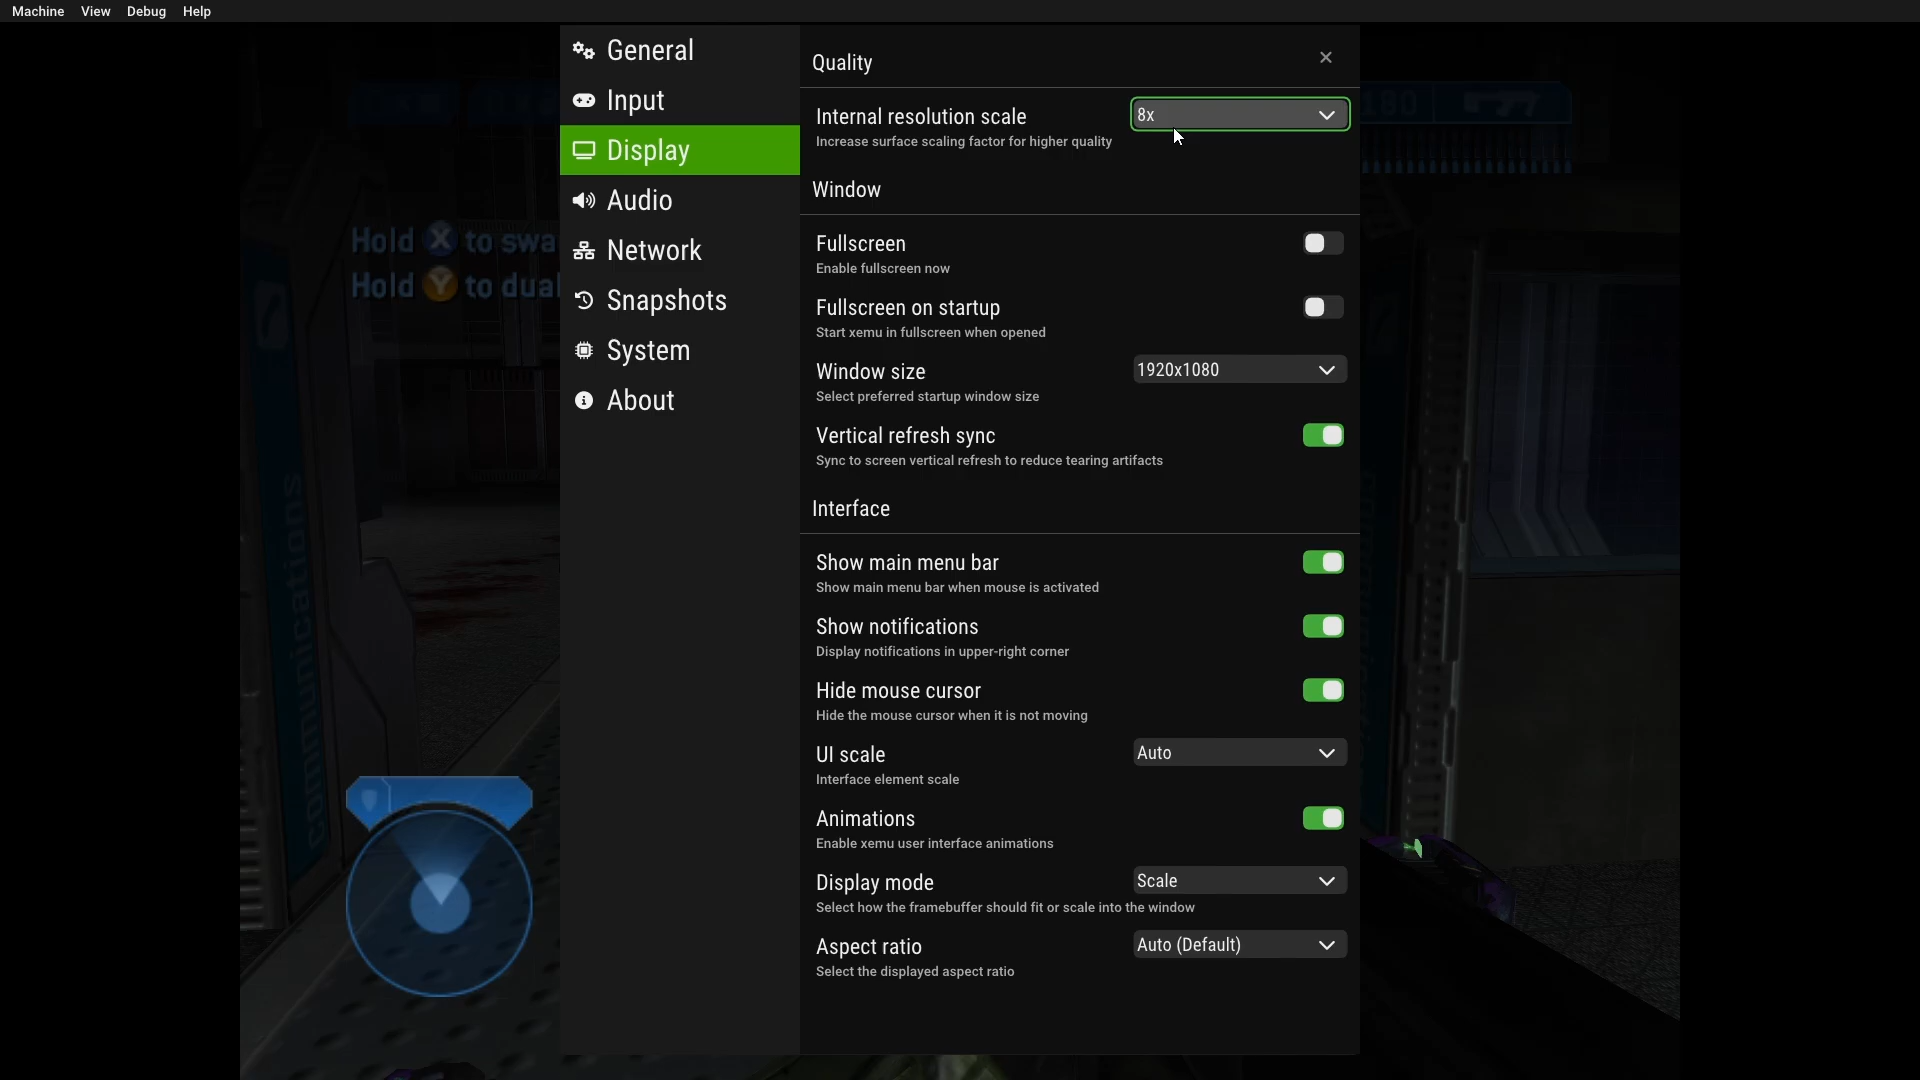 Machine View Debug Help
General
Input
Display
Audio
Network
Snapshots
System
About
Quality
Internal resolution scale
8x
Increase surface scaling factor for higher quality
Window
Fullscreen
Enable fullscreen now
Fullscreen on startup
Start xemu in fullscreen when opened
Window size
1920x1080
Select preferred startup window size
Vertical refresh sync
Sync to screen vertical refresh to reduce tearing artifacts
Interface
Show main menu bar
Show main menu bar when mouse is activated
Show notifications
Display notifications in upper-right corner
Hide mouse cursor
Hide the mouse cursor when it is not moving
UI scale
Auto
Interface element scale
Animations
Enable xemu user interface animations
Display mode
Scale
Select how the framebuffer should fit or scale into the window
Aspect ratio
Auto (Default)
Select the displayed aspect ratio
Hold X to swa
Hold Y to dual
communications
180